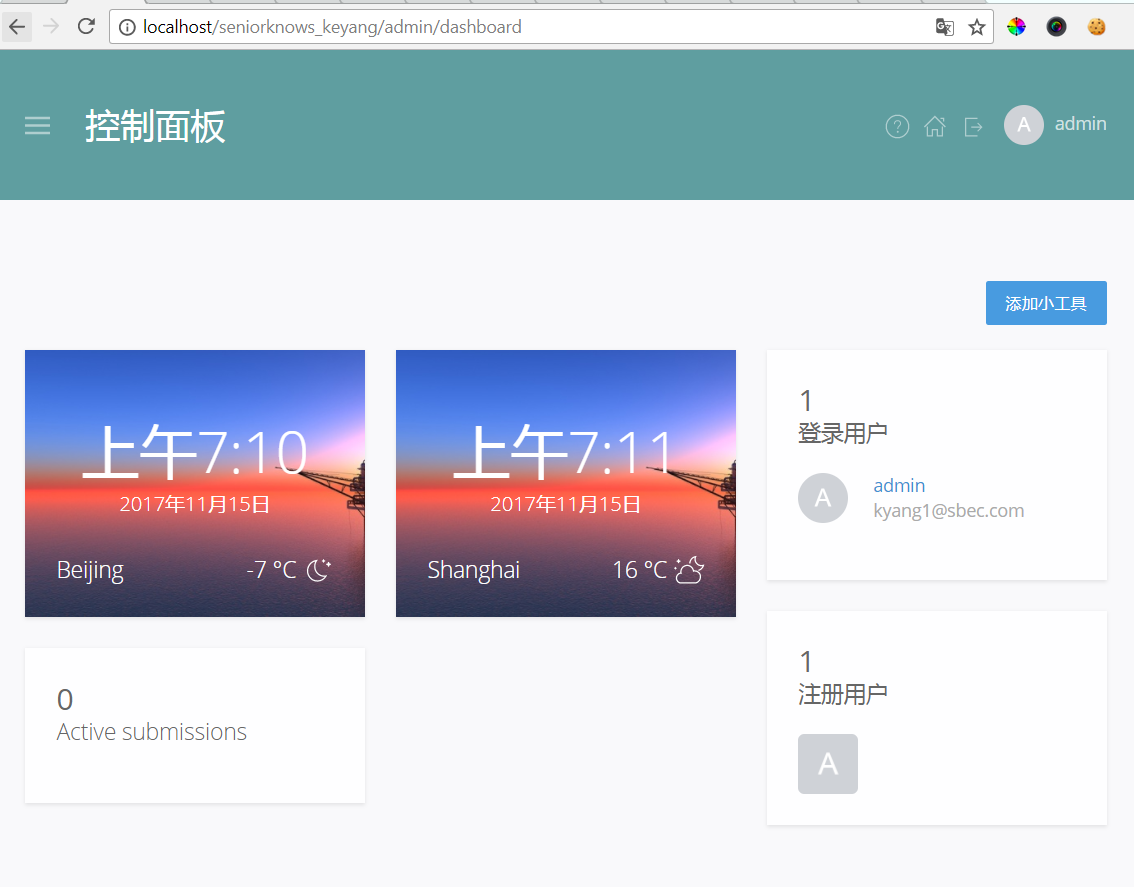 localhost/seniorknows_keyang/admin/dashboard
控制面板
?
A
admin
添加小工具
上午7:10
2017年11月15日
Beijing
-7 °C
上午7:11
2017年11月15日
Shanghai
16 °C
1
登录用户
A
admin
kyang1@sbec.com
0
Active submissions
1
注册用户
A